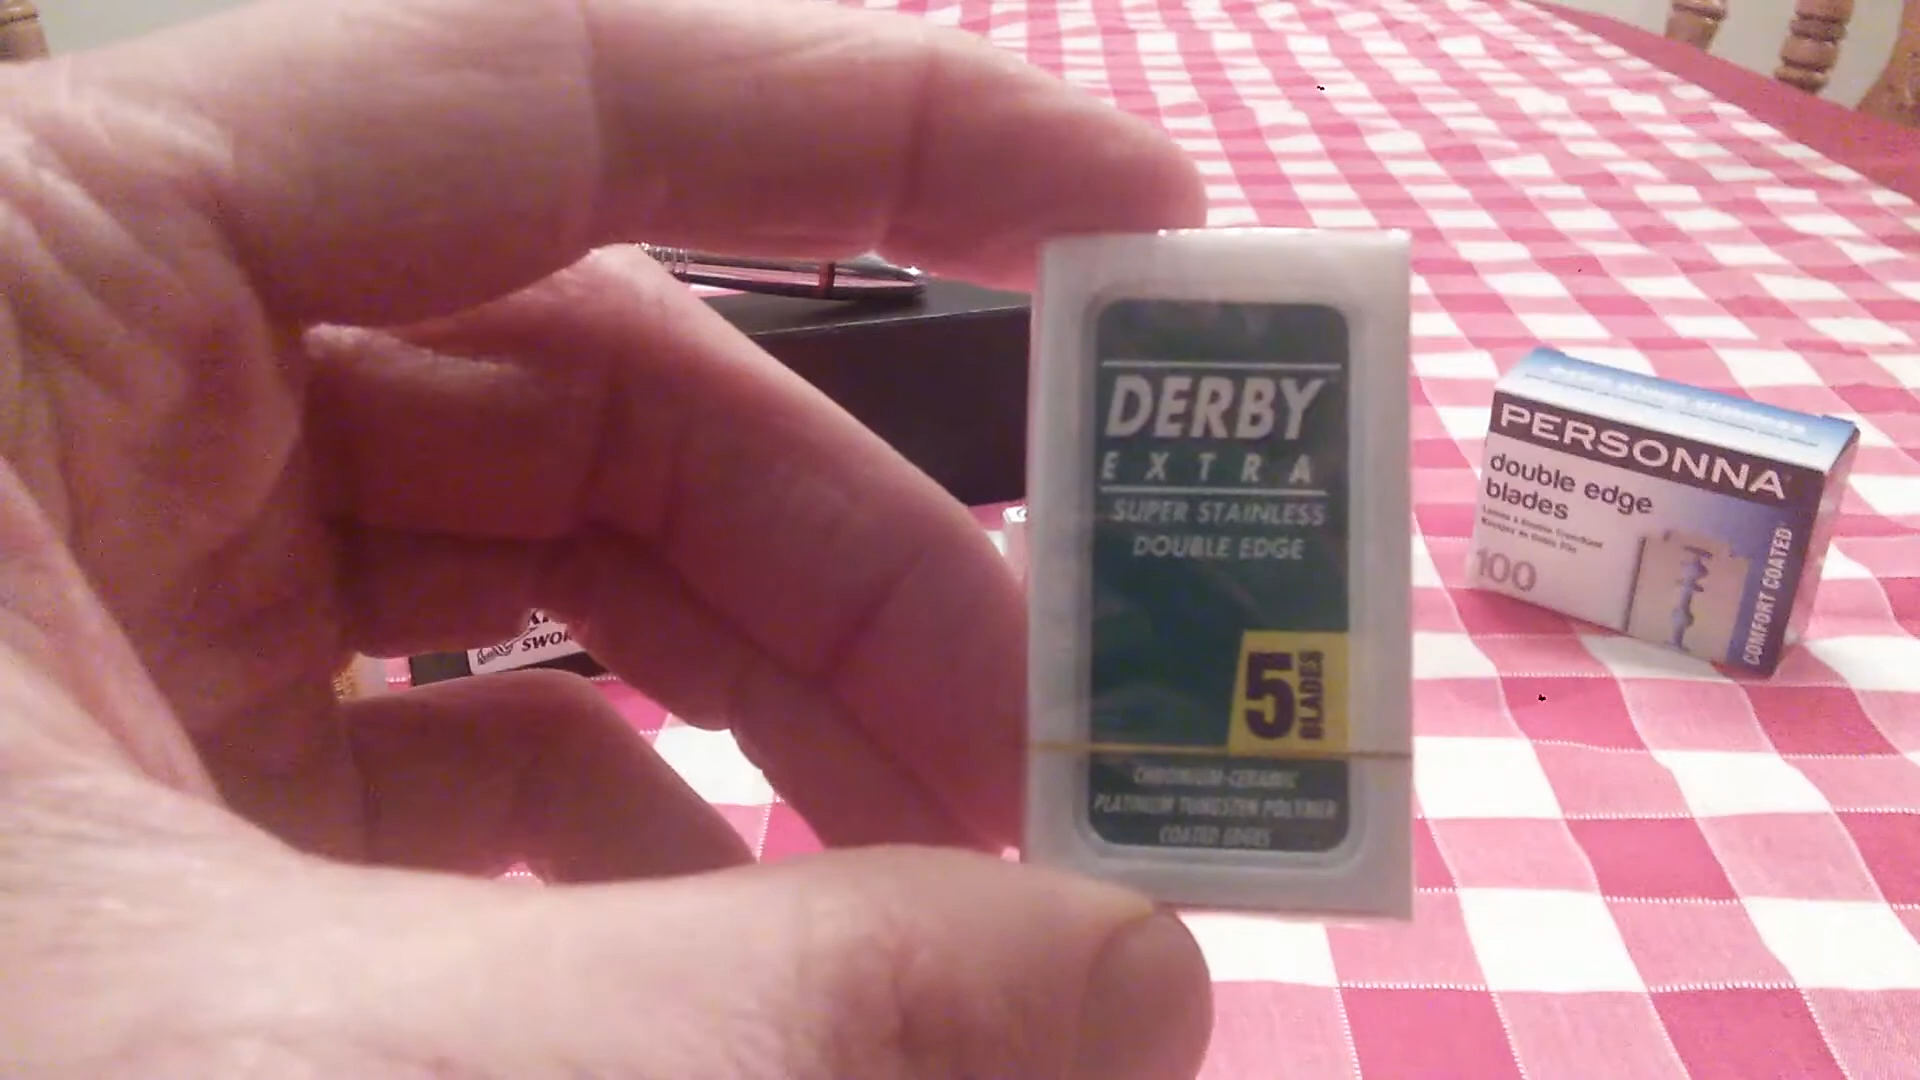 DERBY
EXTRA
SUPER STAINLESS
DOUBLE EDGE
5
BLADES
CHROMIUM-CERAMIC
PLATINUM TUNGSTEN POLYMER
COATED EDGES
PERSONNA
double edge
blades
100
COMFORT COATED